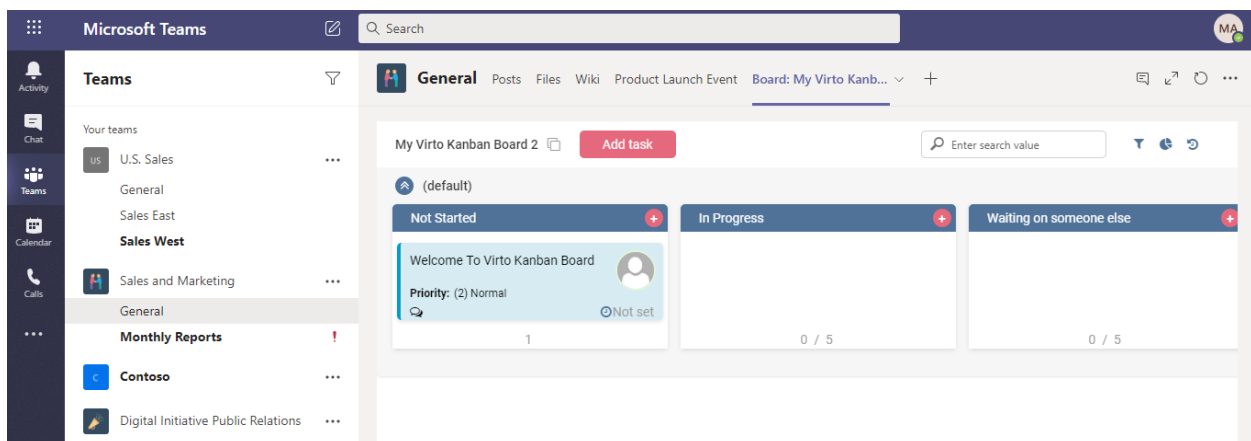 Microsoft Teams
Search
MA
Activity
Chat
Teams
Calendar
Calls
Teams
Your teams
US U.S. Sales
General
Sales East
Sales West
Sales and Marketing
General
Monthly Reports !
C Contoso
Digital Initiative Public Relations
General Posts Files Wiki Product Launch Event Board: My Virto Kanb...
My Virto Kanban Board 2 Add task Enter search value
(default)
Not Started + In Progress + Waiting on someone else +
Welcome To Virto Kanban Board
Priority: (2) Normal
Not set
1 0 / 5 0 / 5